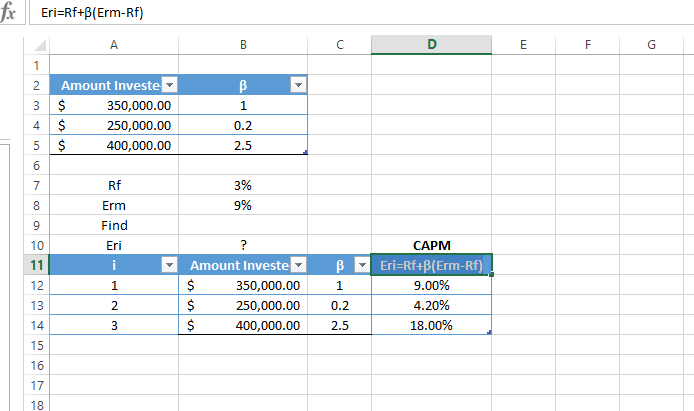 fx Eri=Rf+β(Erm-Rf)
A B C D E F G
1
2 Amount Investe β
3 $ 350,000.00 1
4 $ 250,000.00 0.2
5 $ 400,000.00 2.5
6
7 Rf 3%
8 Erm 9%
9 Find
10 Eri ? CAPM
11 i Amount Investe β Eri=Rf+β(Erm-Rf)
12 1 $ 350,000.00 1 9.00%
13 2 $ 250,000.00 0.2 4.20%
14 3 $ 400,000.00 2.5 18.00%
15
16
17
18